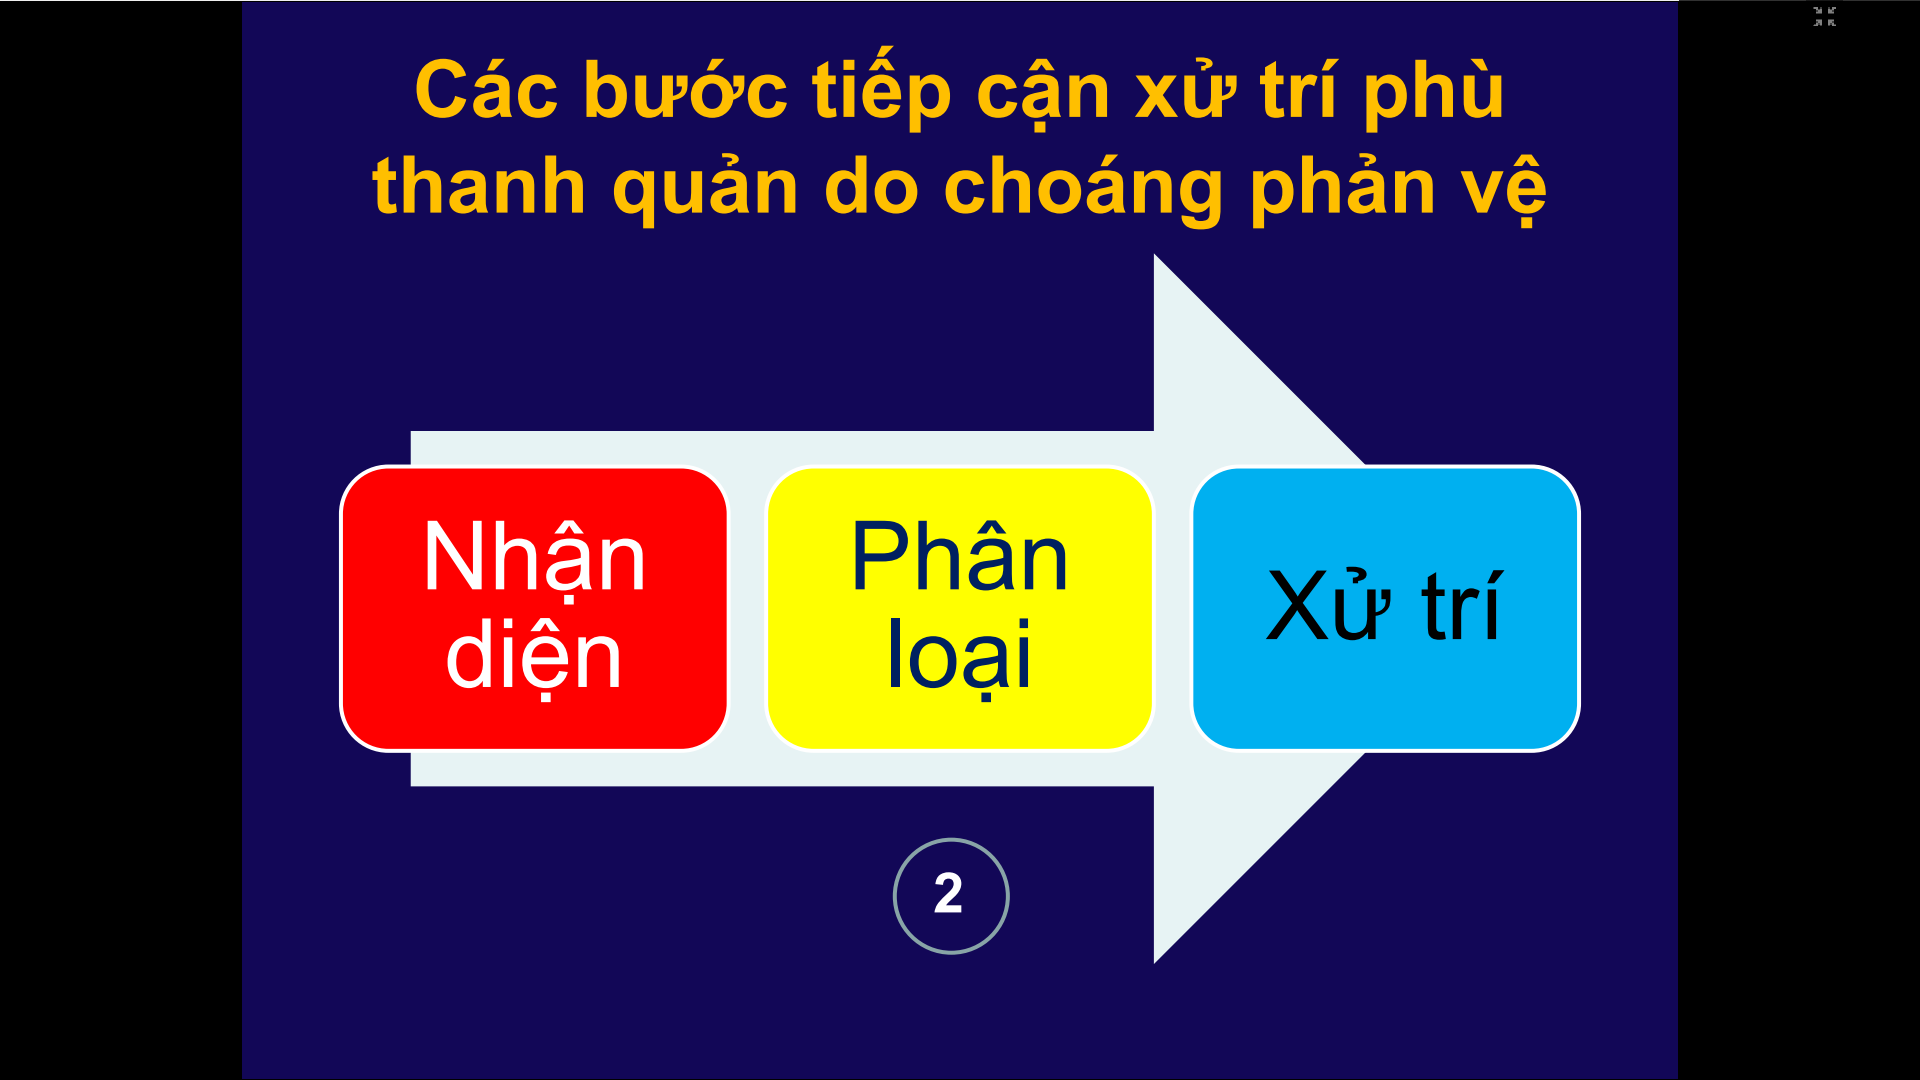 Các bước tiếp cận xử trí phù
thanh quản do choáng phản vệ
Nhận
diện
Phân
loại
Xử trí
2